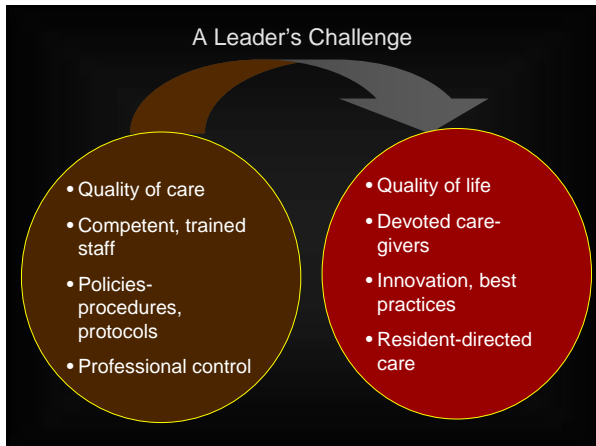 A Leader’s Challenge
• Quality of care
• Competent, trained
staff
• Policies-
procedures,
protocols
• Professional control
• Quality of life
• Devoted care-
givers
• Innovation, best
practices
• Resident-directed
care